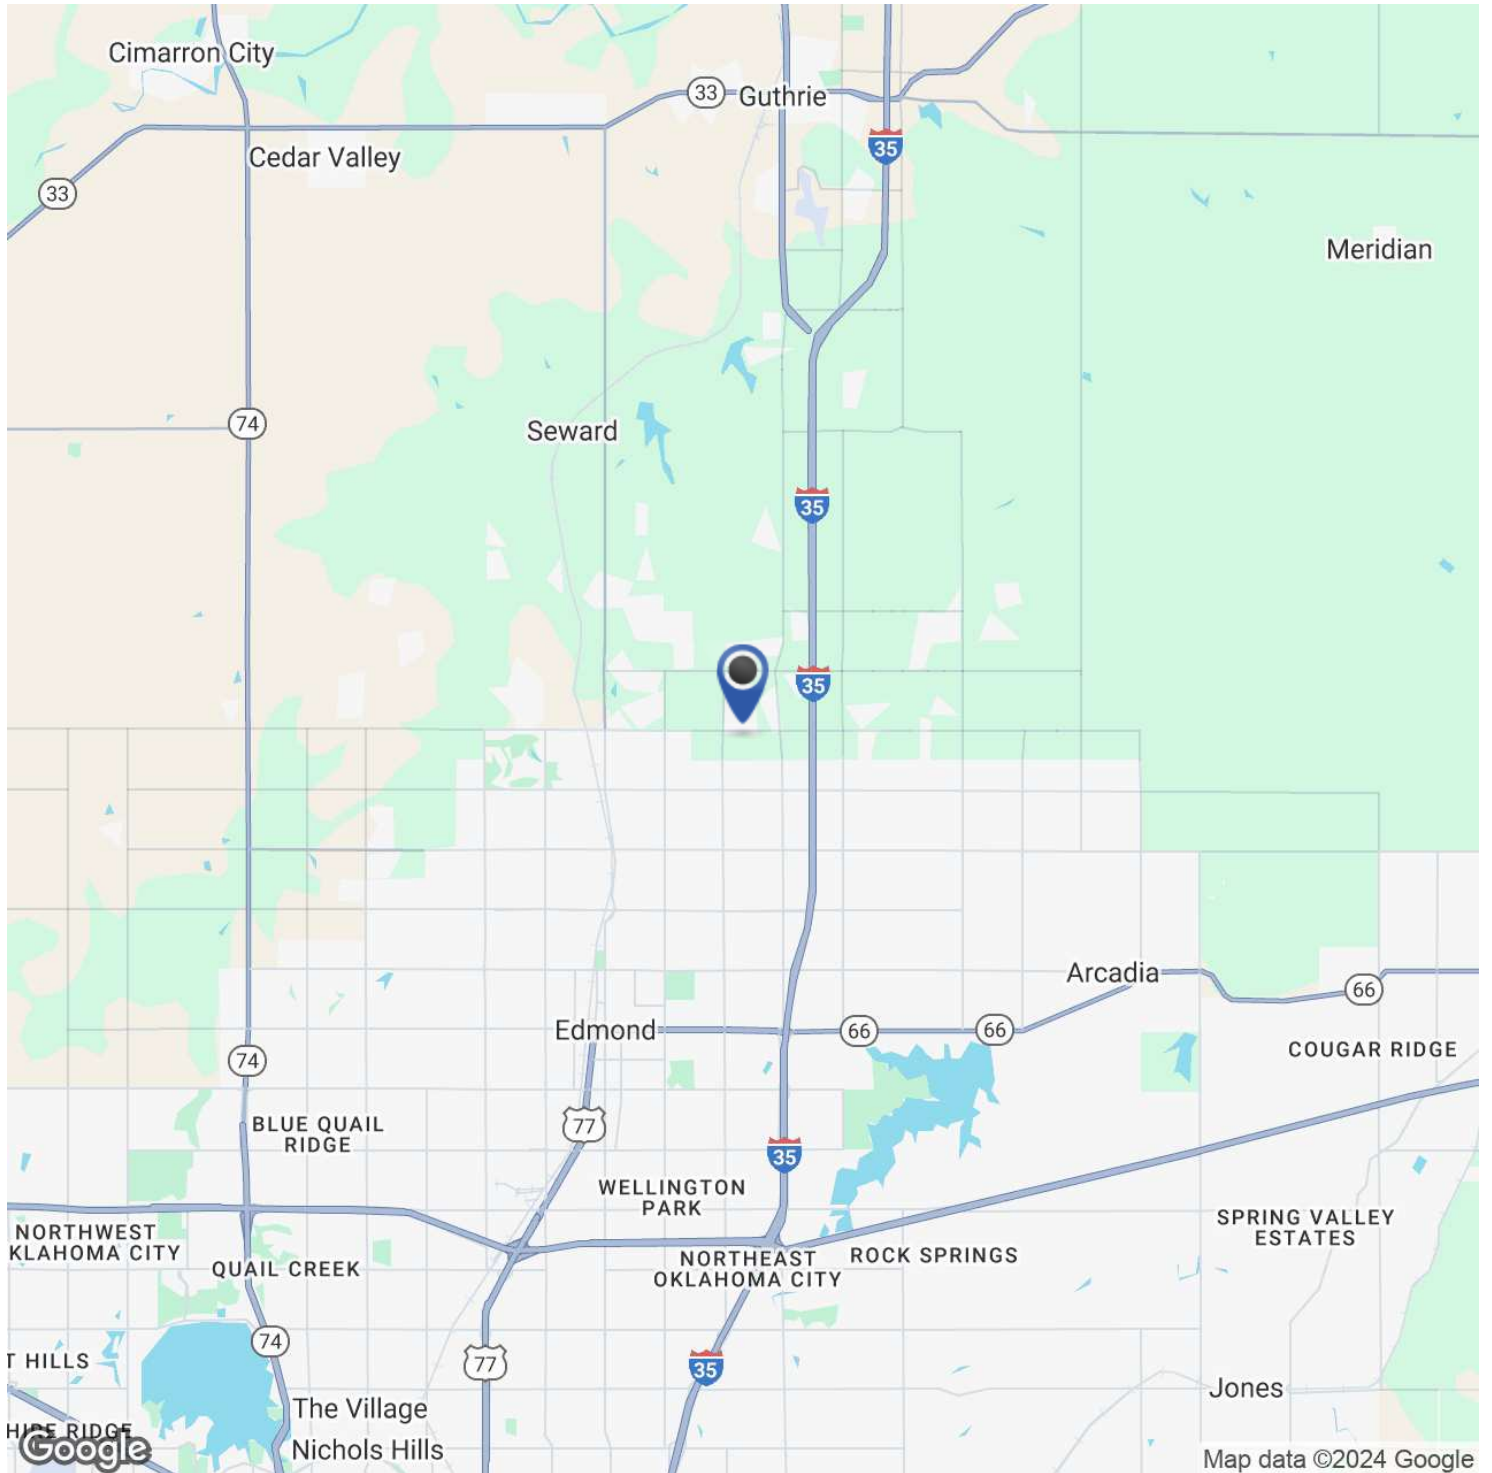 Cimarron City
33
Guthrie
35
Cedar Valley
33
Meridian
74
Seward
35
35
Arcadia
66
Edmond
66
66
COUGAR RIDGE
74
BLUE QUAIL
RIDGE
77
35
WELLINGTON
PARK
SPRING VALLEY
ESTATES
NORTHWEST
KLAHOMA CITY
QUAIL CREEK
NORTHEAST
OKLAHOMA CITY
ROCK SPRINGS
74
T HILLS
77
35
Jones
The Village
HIRE RIDGE
Nichols Hills
Google
Map data ©2024 Google